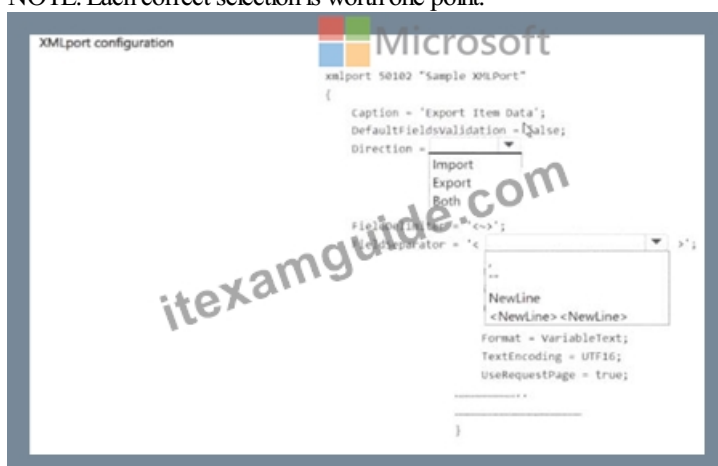 NOTE: Each correct selection is worth one point.
XMLport configuration
Microsoft
xmlport 50102 "Sample XMLPort"
{
Caption = 'Export Item Data';
DefaultFieldsValidation = false;
Direction =
Import
Export
Both
FieldDelimiter = '<~>';
FieldSeparator = '< >';
NewLine
<NewLine><NewLine>
Format = VariableText;
TextEncoding = UTF16;
UseRequestPage = true;
}
itexamguide.com